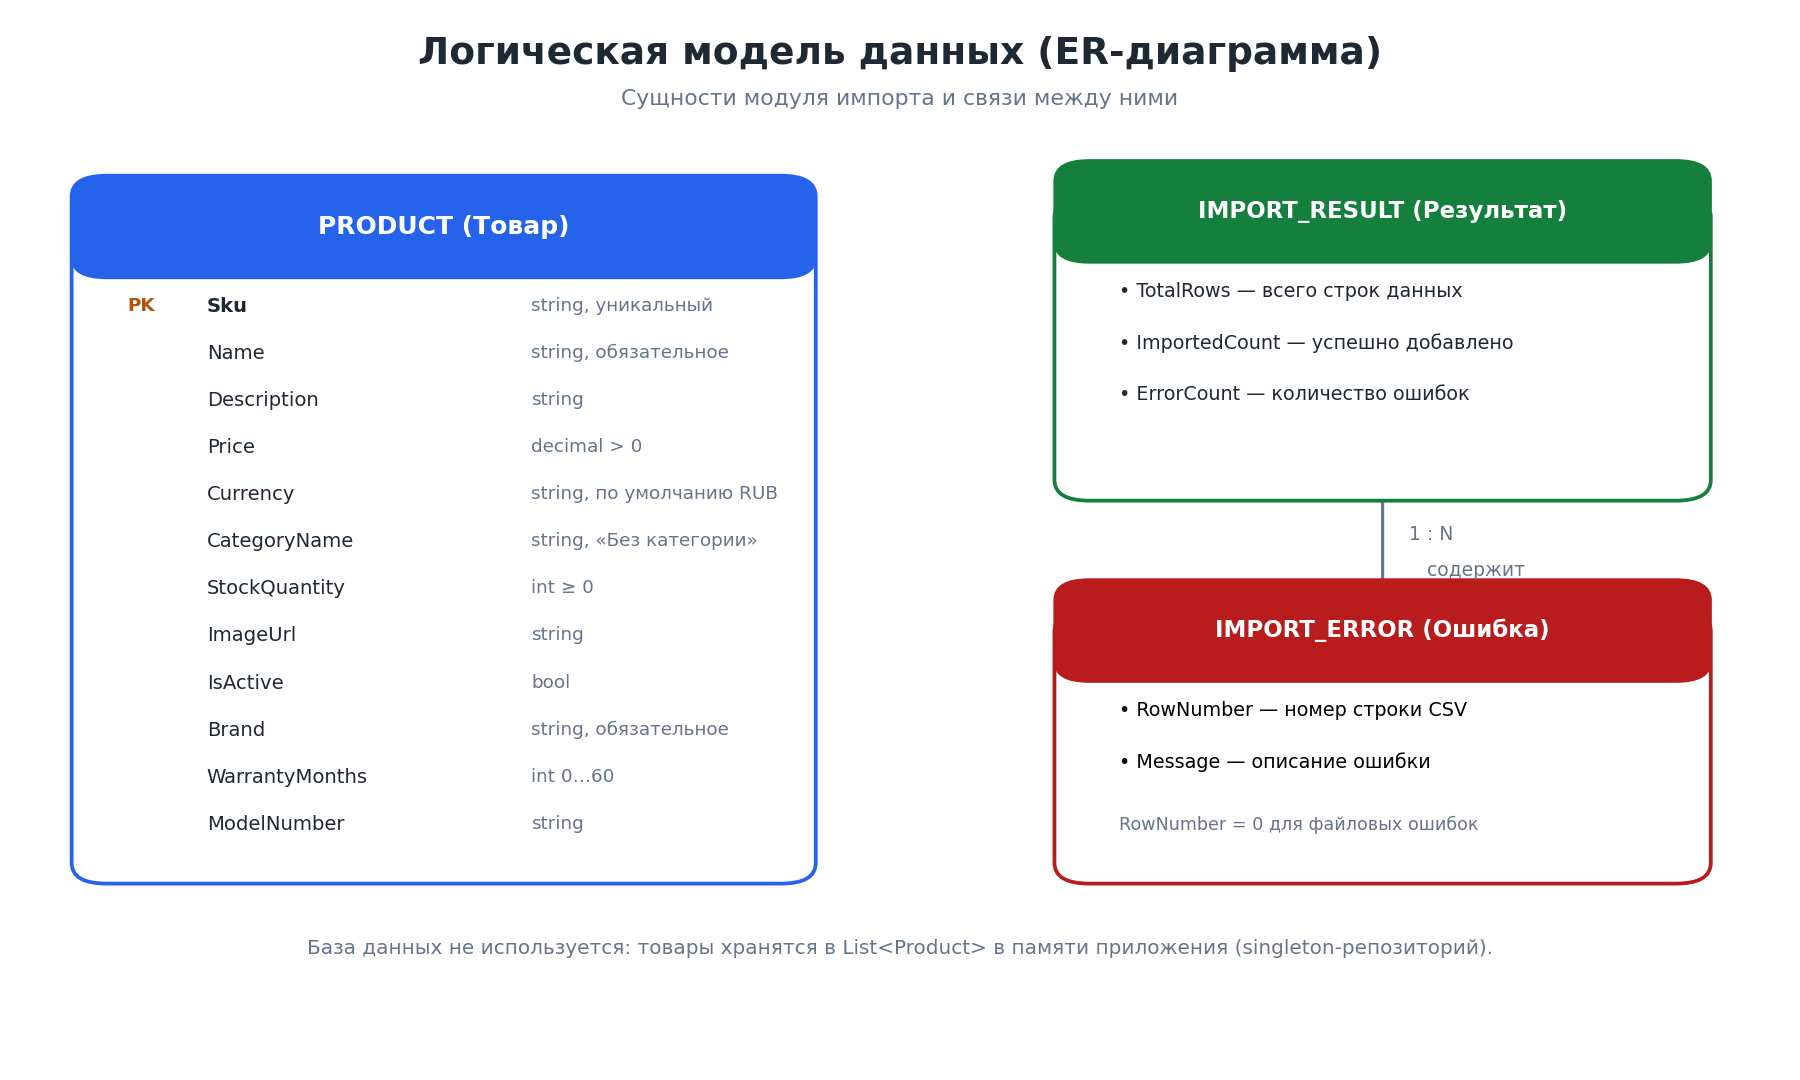 Логическая модель данных (ER-диаграмма)
Сущности модуля импорта и связи между ними
PRODUCT (Товар)
PK Sku string, уникальный
Name string, обязательное
Description string
Price decimal > 0
Currency string, по умолчанию RUB
CategoryName string, «Без категории»
StockQuantity int ≥ 0
ImageUrl string
IsActive bool
Brand string, обязательное
WarrantyMonths int 0…60
ModelNumber string
IMPORT_RESULT (Результат)
• TotalRows — всего строк данных
• ImportedCount — успешно добавлено
• ErrorCount — количество ошибок
1 : N
содержит
IMPORT_ERROR (Ошибка)
• RowNumber — номер строки CSV
• Message — описание ошибки
RowNumber = 0 для файловых ошибок
База данных не используется: товары хранятся в List<Product> в памяти приложения (singleton-репозиторий).